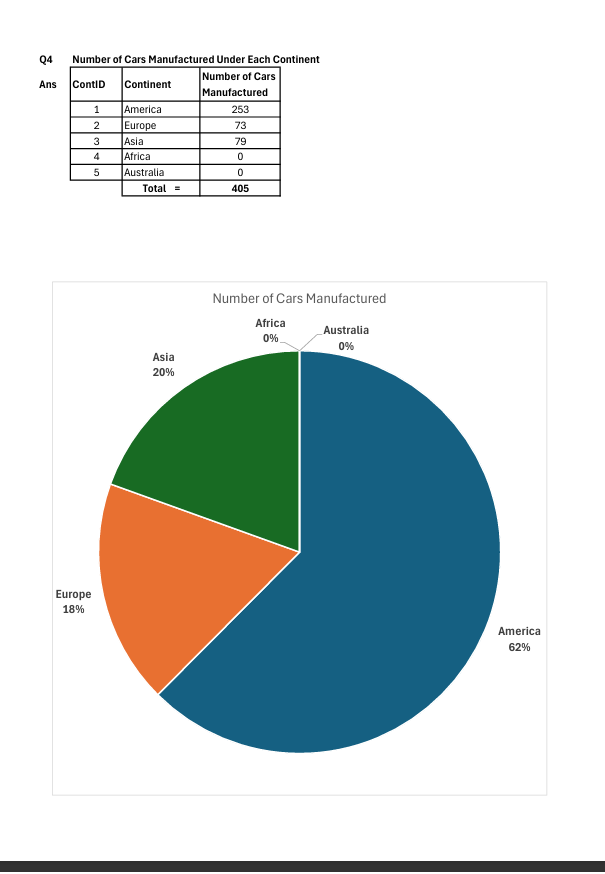 Q4 Number of Cars Manufactured Under Each Continent
Ans ContID Continent Number of Cars Manufactured
1 America 253
2 Europe 73
3 Asia 79
4 Africa 0
5 Australia 0
Total = 405
Number of Cars Manufactured
Africa
0%
Australia
0%
Asia
20%
Europe
18%
America
62%